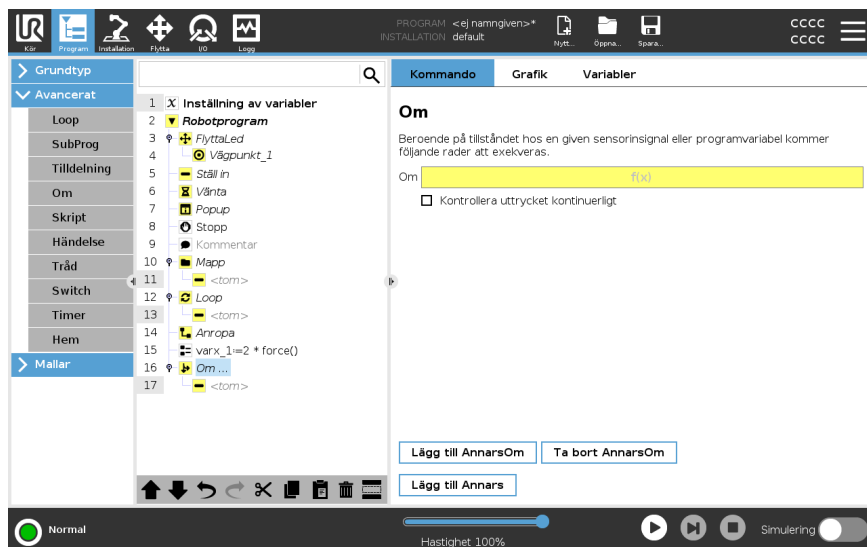 Kör
Program
Installation
Flytta
I/O
Logg
PROGRAM <ej namngiven>*
INSTALLATION default
Nytt...
Öppna...
Spara...
CCCC
CCCC
Grundtyp
Avancerat
Loop
SubProg
Tilldelning
Om
Skript
Händelse
Tråd
Switch
Timer
Hem
Mallar
1 X Inställning av variabler
2 Robotprogram
3 FlyttaLed
4 Vägpunkt_1
5 Ställ in
6 Vänta
7 Popup
8 Stopp
9 Kommentar
10 Mapp
11 <tom>
12 Loop
13 <tom>
14 Anropa
15 varx_1:=2 * force()
16 Om ...
17 <tom>
Kommando Grafik Variabler
Om
Beroende på tillståndet hos en given sensorinsignal eller programvariabel kommer
följande rader att exekveras.
Om f(x)
Kontrollera uttrycket kontinuerligt
Lägg till AnnarsOm
Ta bort AnnarsOm
Lägg till Annars
Normal
Hastighet 100%
Simulering